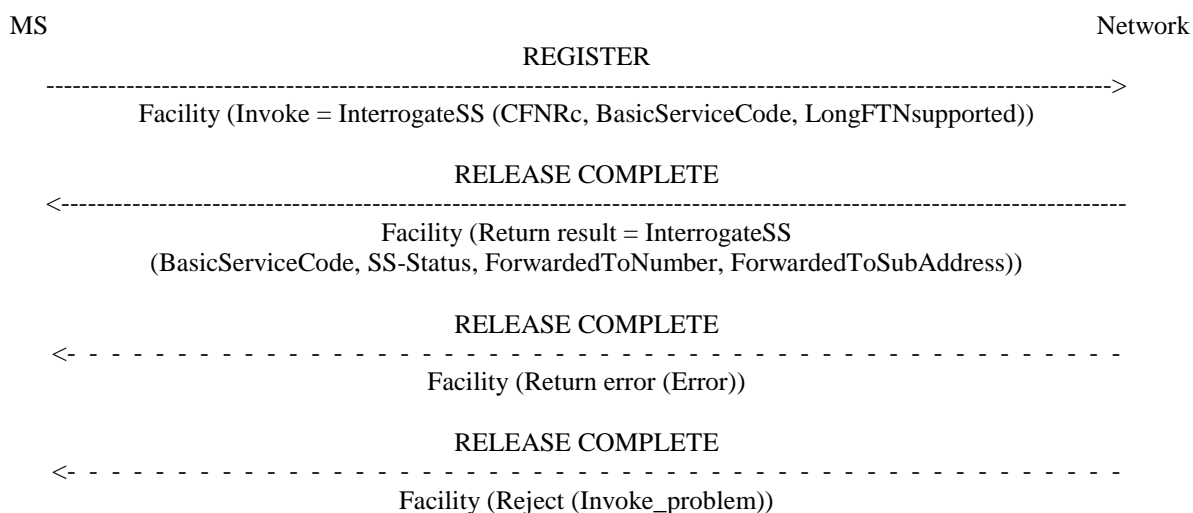 MS Network
REGISTER
------------------------------------------------------------------------------------------------------------------------>
Facility (Invoke = InterrogateSS (CFNRc, BasicServiceCode, LongFTNsupported))
RELEASE COMPLETE
<------------------------------------------------------------------------------------------------------------------------
Facility (Return result = InterrogateSS
(BasicServiceCode, SS-Status, ForwardedToNumber, ForwardedToSubAddress))
RELEASE COMPLETE
<- - - - - - - - - - - - - - - - - - - - - - - - - - - - - - - - - - - - - - - - - - - - - - - - -
Facility (Return error (Error))
RELEASE COMPLETE
<- - - - - - - - - - - - - - - - - - - - - - - - - - - - - - - - - - - - - - - - - - - - - - - - -
Facility (Reject (Invoke_problem))